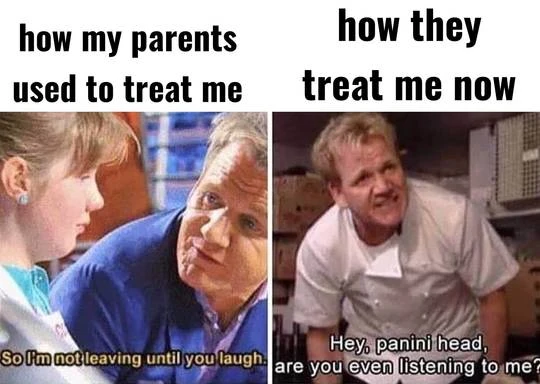 how my parents
used to treat me
how they
treat me now
So I'm not leaving until you laugh.
Hey, panini head,
are you even listening to me?